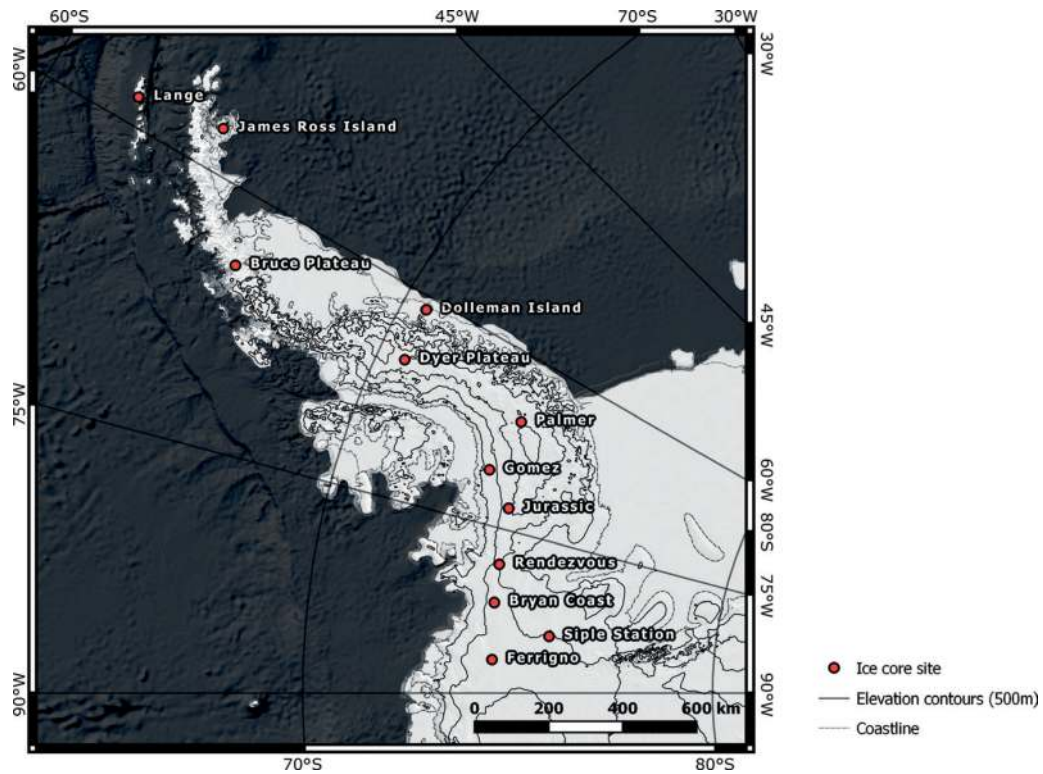 60°S
45°W
70°S
30°W
60°W
30°W
Lange
James Ross Island
Bruce Plateau
Dolleman Island
45°W
Dyer Plateau
75°W
Palmer
Gomez
60°W
Jurassic
80°S
Rendezvous
Bryan Coast
75°W
Siple Station
Ferrigno
90°W
90°W
0 200 400 600 km
70°S
80°S
Ice core site
Elevation contours (500m)
Coastline